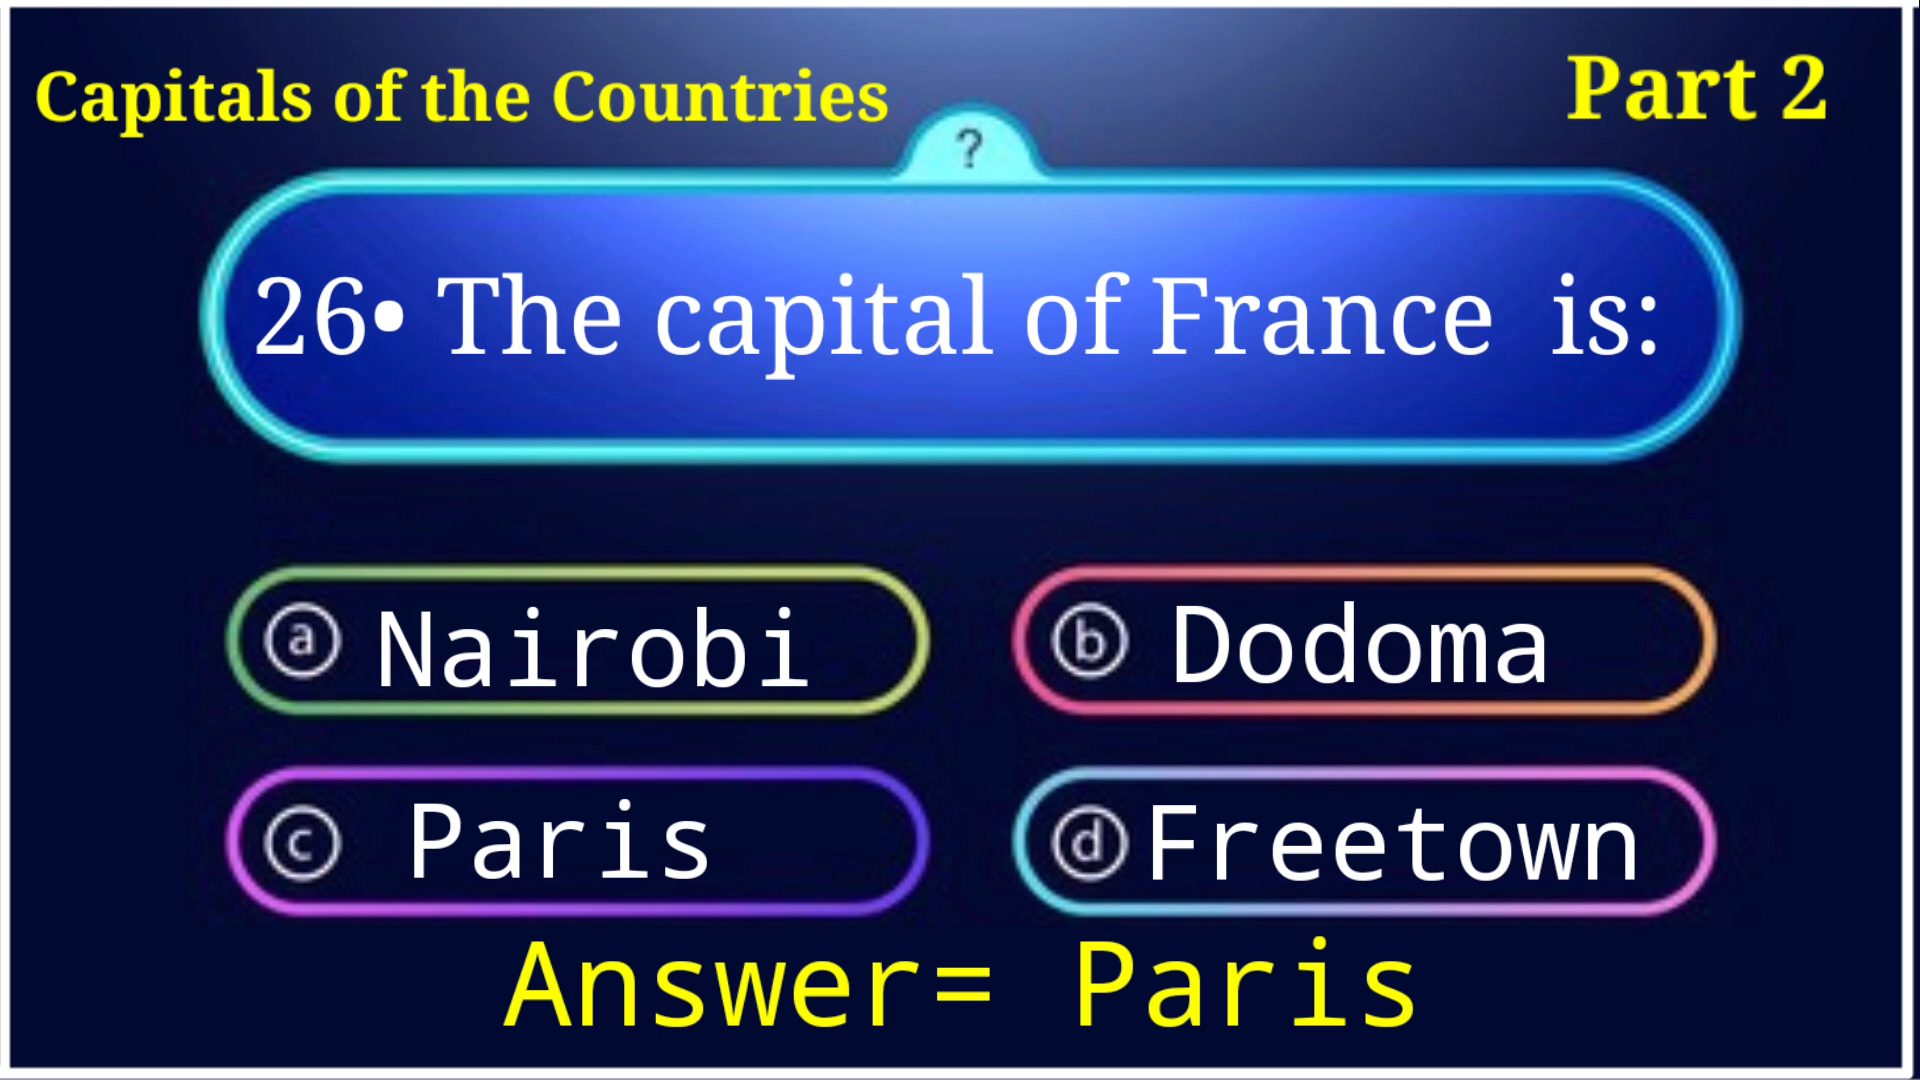 Capitals of the Countries
Part 2
?
26• The capital of France is:
a Nairobi
b Dodoma
c Paris
d Freetown
Answer= Paris